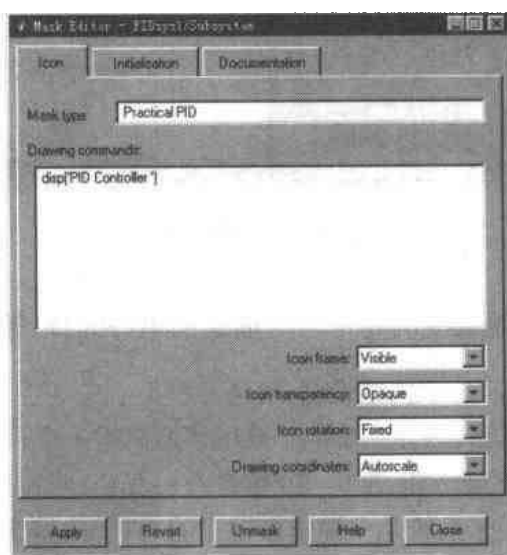 Mask Editor - PIDsys1/Subsystem
Icon
Initialization
Documentation
Mask type:
Practical PID
Drawing commands:
disp('PID Controller ')
Icon frame: Visible
Icon transparency: Opaque
Icon rotation: Fixed
Drawing coordinates: Autoscale
Apply
Revert
Unmask
Help
Close